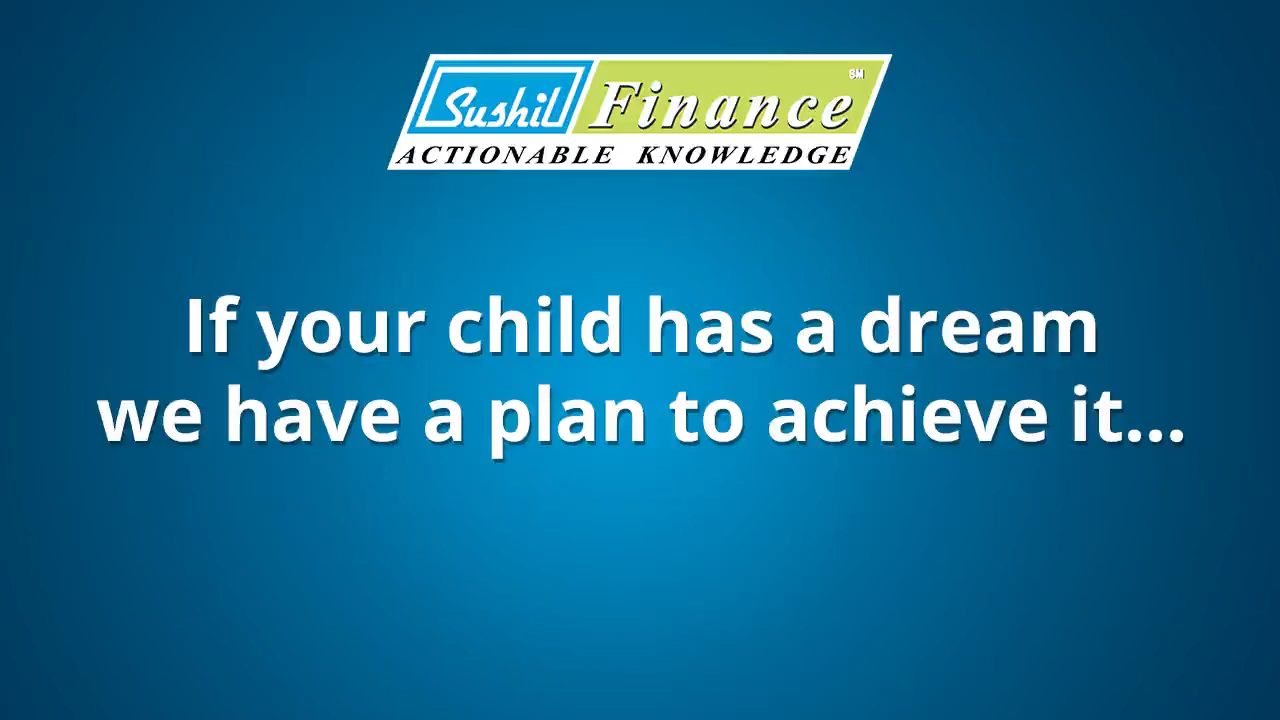 Sushil Finance SM
ACTIONABLE KNOWLEDGE
If your child has a dream
we have a plan to achieve it...